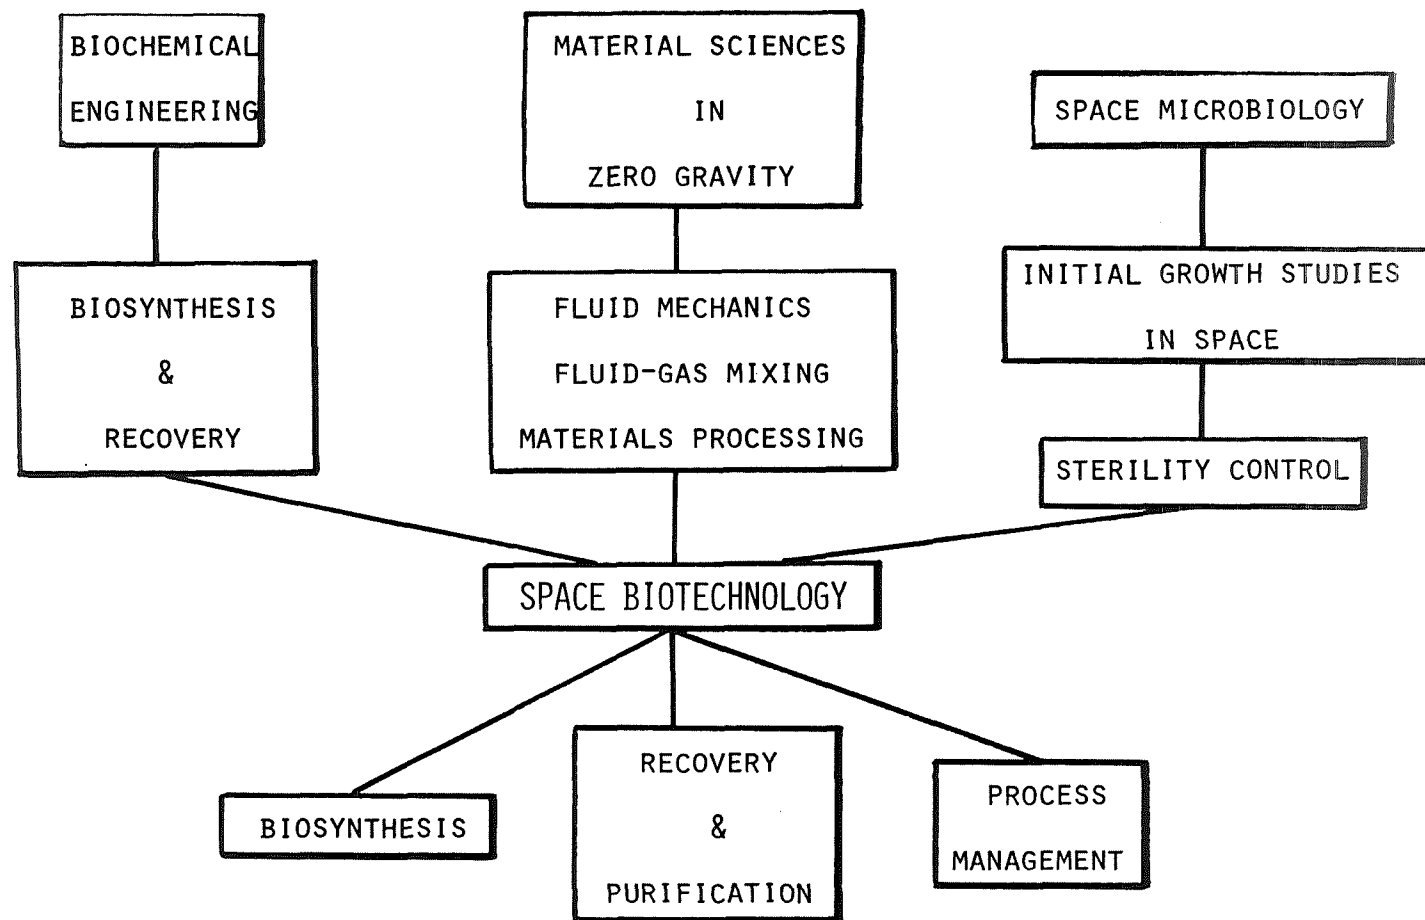 BIOCHEMICAL
ENGINEERING
MATERIAL SCIENCES
IN
ZERO GRAVITY
SPACE MICROBIOLOGY
BIOSYNTHESIS
&
RECOVERY
FLUID MECHANICS
FLUID-GAS MIXING
MATERIALS PROCESSING
INITIAL GROWTH STUDIES
IN SPACE
STERILITY CONTROL
SPACE BIOTECHNOLOGY
BIOSYNTHESIS
RECOVERY
&
PURIFICATION
PROCESS
MANAGEMENT